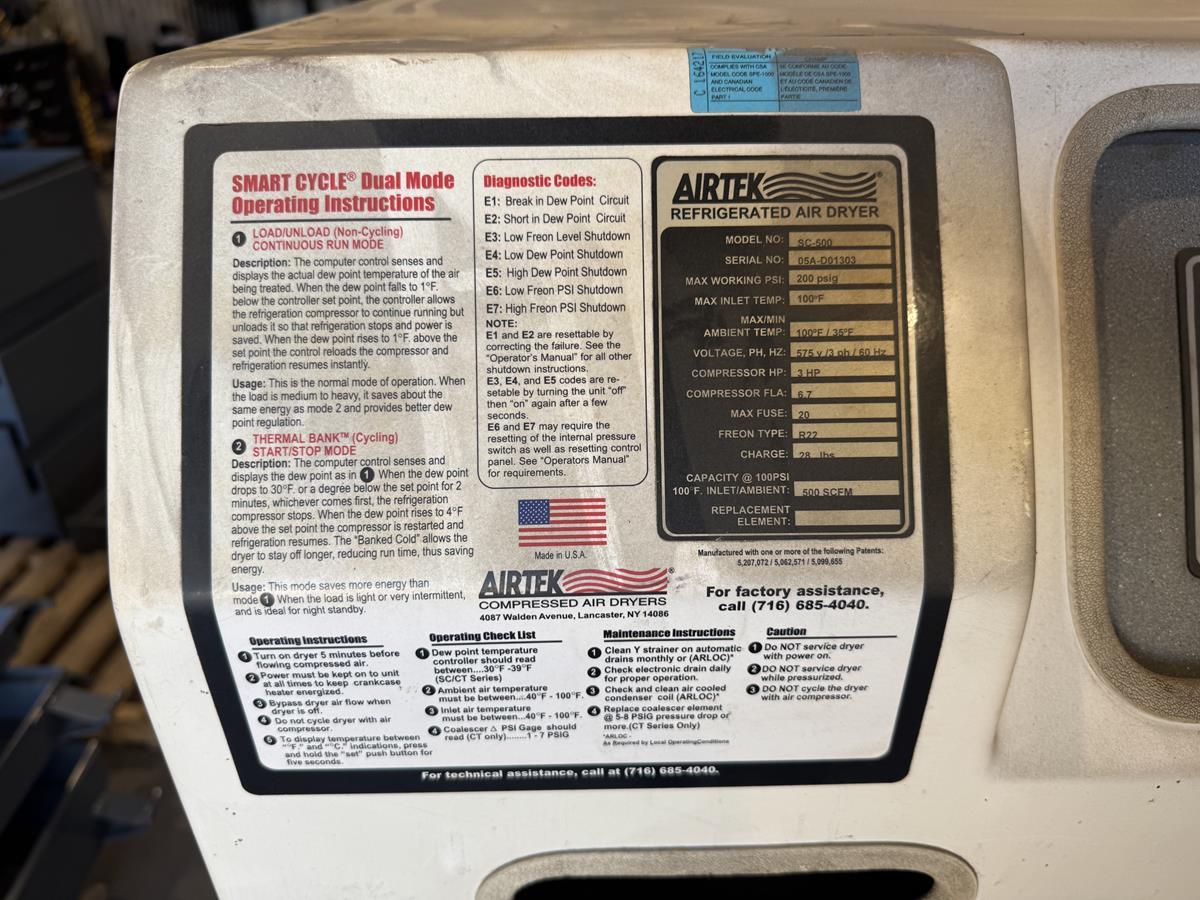 C 164217
FIELD EVALUATION
COMPLIES WITH CSA
MODEL CODE SPE-1000
AND CANADIAN
ELECTRICAL CODE
PART I
SE CONFORME AU CODE
MODÈLE DE CSA SPE-1000
ET AU CODE CANADIEN DE
L'ÉLECTICITÉ, PREMIÈRE
PARTIE
SMART CYCLE® Dual Mode
Operating Instructions
1 LOAD/UNLOAD (Non-Cycling)
CONTINUOUS RUN MODE
Description: The computer control senses and
displays the actual dew point temperature of the air
being treated. When the dew point falls to 1°F.
below the controller set point, the controller allows
the refrigeration compressor to continue running but
unloads it so that refrigeration stops and power is
saved. When the dew point rises to 1°F. above the
set point the control reloads the compressor and
refrigeration resumes instantly.
Usage: This is the normal mode of operation. When
the load is medium to heavy, it saves about the
same energy as mode 2 and provides better dew
point regulation.
2 THERMAL BANK™ (Cycling)
START/STOP MODE
Description: The computer control senses and
displays the dew point as in 1 When the dew point
drops to 30°F. or a degree below the set point for 2
minutes, whichever comes first, the refrigeration
compressor stops. When the dew point rises to 4°F
above the set point the compressor is restarted and
refrigeration resumes. The "Banked Cold" allows the
dryer to stay off longer, reducing run time, thus saving
energy.
Usage: This mode saves more energy than
mode 1 When the load is light or very intermittent,
and is ideal for night standby.
Diagnostic Codes:
E1: Break in Dew Point Circuit
E2: Short in Dew Point Circuit
E3: Low Freon Level Shutdown
E4: Low Dew Point Shutdown
E5: High Dew Point Shutdown
E6: Low Freon PSI Shutdown
E7: High Freon PSI Shutdown
NOTE:
E1 and E2 are resettable by
correcting the failure. See the
"Operator's Manual" for all other
shutdown instructions.
E3, E4, and E5 codes are re-
setable by turning the unit "off"
then "on" again after a few
seconds.
E6 and E7 may require the
resetting of the internal pressure
switch as well as resetting control
panel. See "Operators Manual"
for requirements.
Made in U.S.A.
AIRTEK®
COMPRESSED AIR DRYERS
4087 Walden Avenue, Lancaster, NY 14086
AIRTEK®
REFRIGERATED AIR DRYER
MODEL NO: SC-500
SERIAL NO: 05A-D01303
MAX WORKING PSI: 200 psig
MAX INLET TEMP: 100°F
MAX/MIN
AMBIENT TEMP: 100°F / 35°F
VOLTAGE, PH, HZ: 575 v /3 ph / 60 Hz
COMPRESSOR HP: 3 HP
COMPRESSOR FLA: 6.7
MAX FUSE: 20
FREON TYPE: R22
CHARGE: 28 lbs
CAPACITY @ 100PSI
100°F. INLET/AMBIENT: 500 SCFM
REPLACEMENT
ELEMENT:
Manufactured with one or more of the following Patents:
5,207,072 / 5,062,571 / 5,099,655
For factory assistance,
call (716) 685-4040.
Operating Instructions
1 Turn on dryer 5 minutes before
flowing compressed air.
2 Power must be kept on to unit
at all times to keep crankcase
heater energized.
3 Bypass dryer air flow when
dryer is off.
4 Do not cycle dryer with air
compressor.
5 To display temperature between
"°F." and "°C." indications, press
and hold the "set" push button for
five seconds.
Operating Check List
1 Dew point temperature
controller should read
between....30°F -39°F
(SC/CT Series)
2 Ambient air temperature
must be between...40°F - 100°F.
3 Inlet air temperature
must be between...40°F - 100°F.
4 Coalescer Δ PSI Gage should
read (CT only)........1 - 7 PSIG
Maintenance Instructions
1 Clean Y strainer on automatic
drains monthly or (ARLOC)*
2 Check electronic drain daily
for proper operation.
3 Check and clean air cooled
condenser coil (ARLOC)*
4 Replace coalescer element
@ 5-8 PSIG pressure drop or
more.(CT Series Only)
*ARLOC -
As Required by Local OperatingConditions
Caution
1 Do NOT service dryer
with power on.
2 DO NOT service dryer
while pressurized.
3 DO NOT cycle the dryer
with air compressor.
For technical assistance, call at (716) 685-4040.